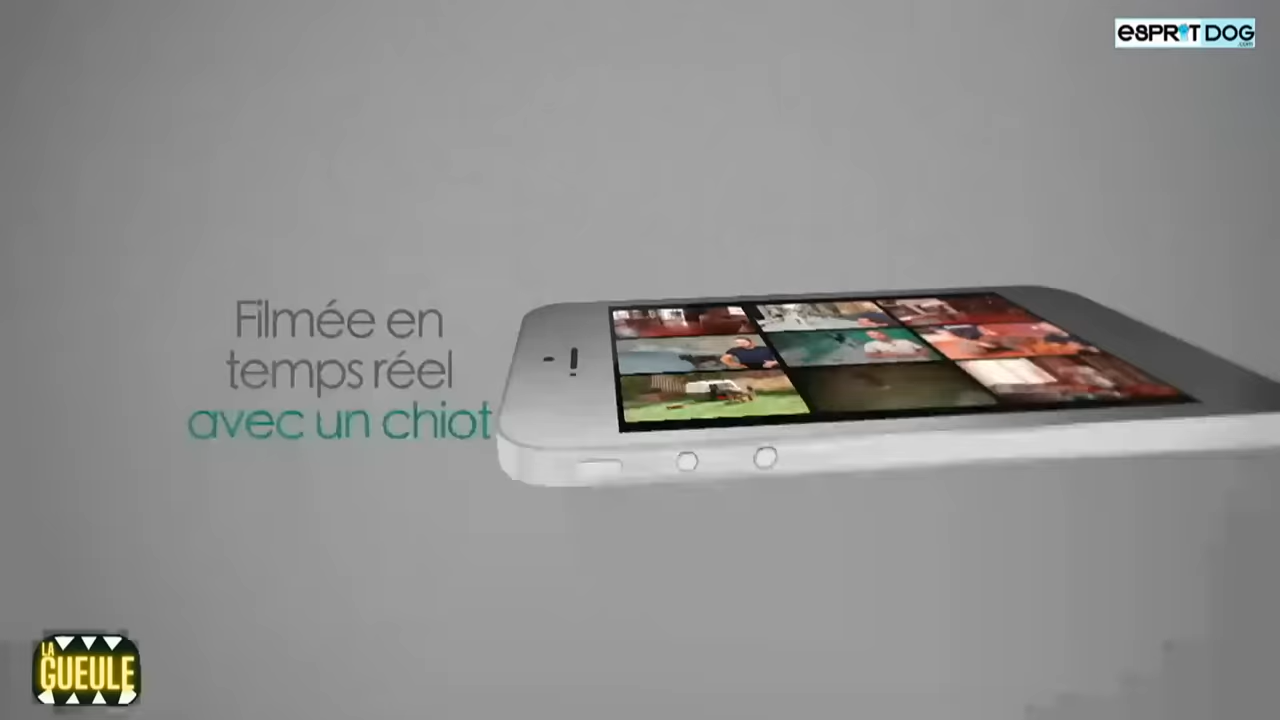 ESPRIT DOG
.com
Filmée en
temps réel
avec un chiot
LA
GUEULE